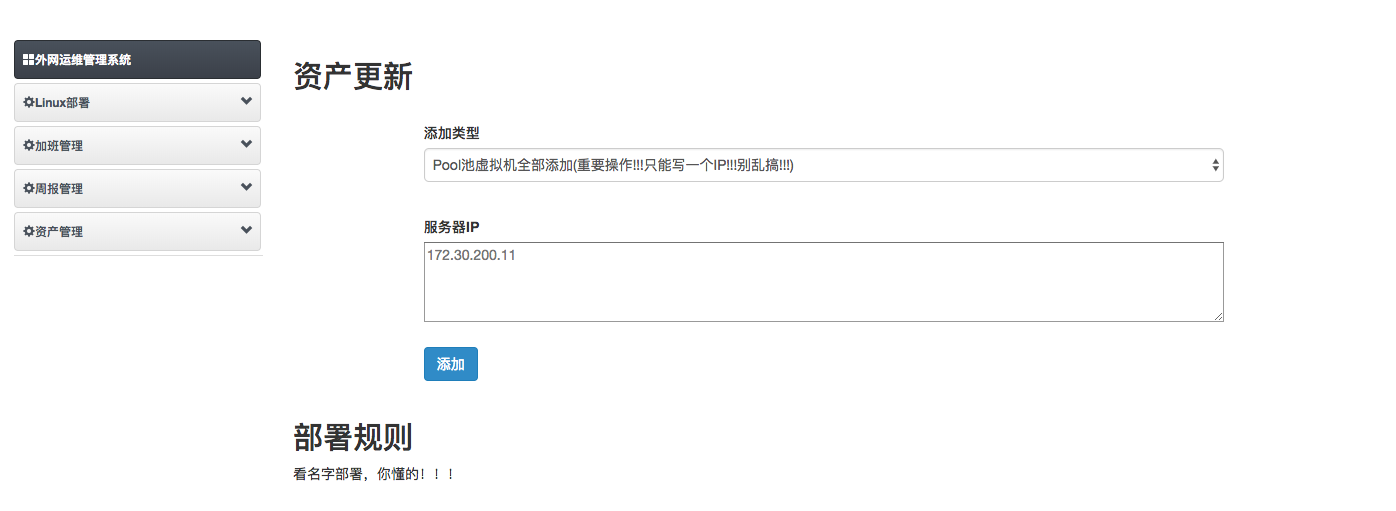 外网运维管理系统
Linux部署
加班管理
周报管理
资产管理
资产更新
添加类型
Pool池虚拟机全部添加(重要操作!!!只能写一个IP!!!别乱搞!!!)
服务器IP
172.30.200.11
添加
部署规则
看名字部署，你懂的！！！